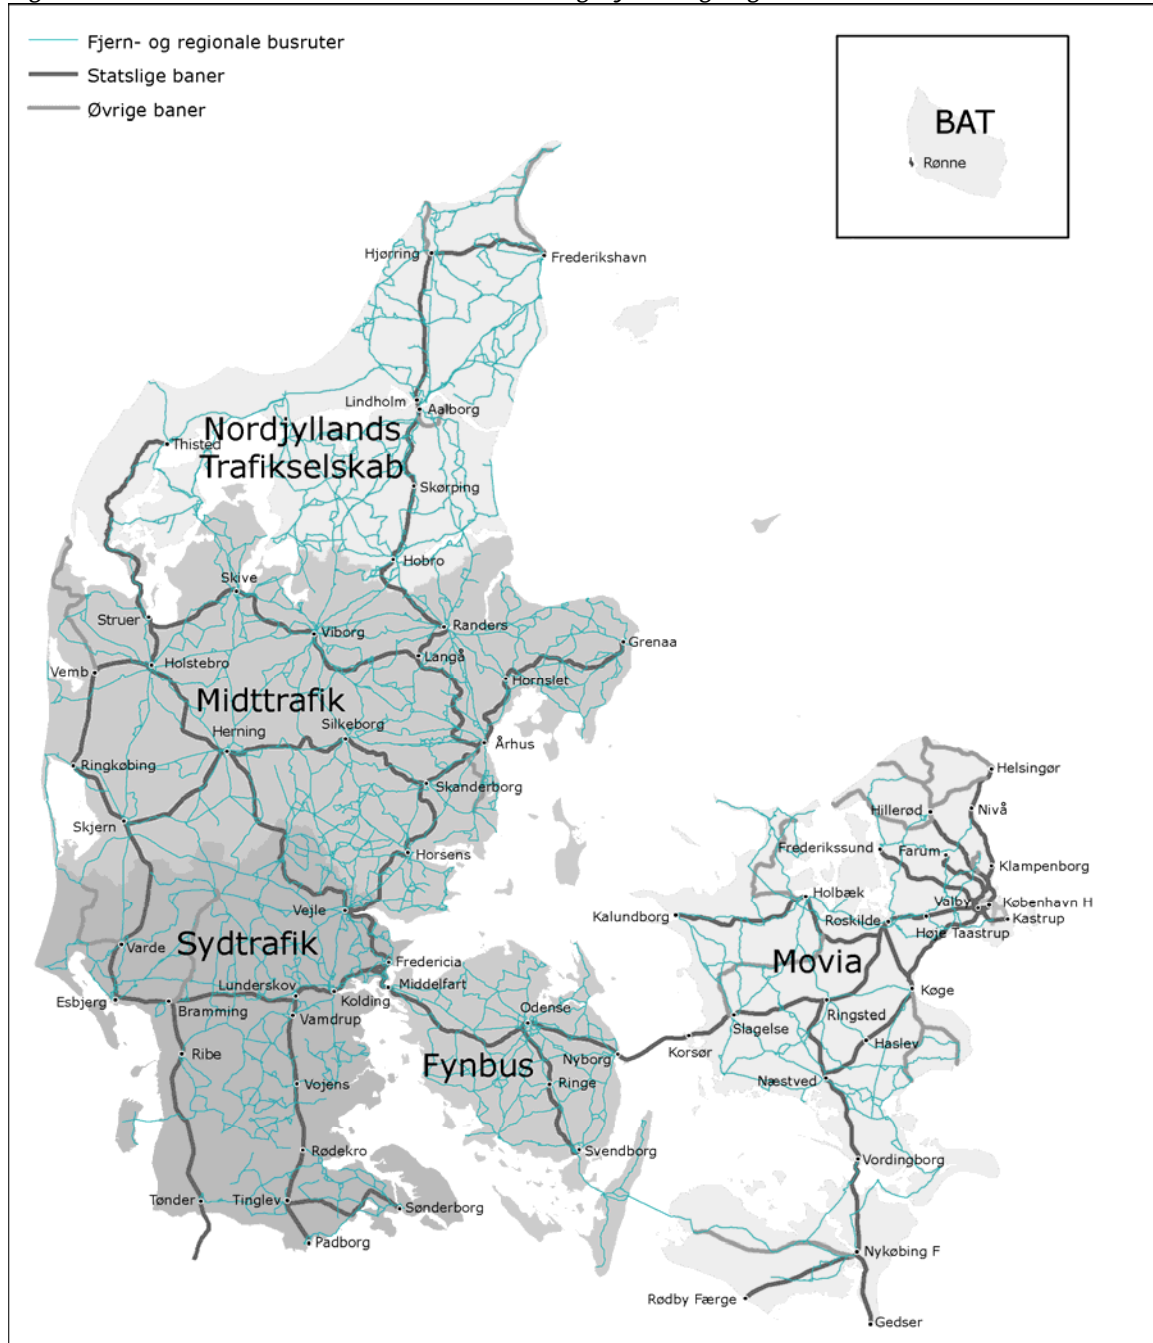 Fjern- og regionale busruter
Statslige baner
Øvrige baner
BAT
Rønne
Hjørring
Frederikshavn
Lindholm
Aalborg
Nordjyllands
Trafikselskab
Thisted
Skørping
Hobro
Skive
Struer
Viborg
Randers
Grenaa
Langå
Vemb
Holstebro
Hornslet
Midttrafik
Herning
Silkeborg
Århus
Ringkøbing
Skanderborg
Helsingør
Skjern
Hillerød
Nivå
Horsens
Frederikssund
Farum
Klampenborg
Vejle
Holbæk
Valby
København H
Kalundborg
Roskilde
Kastrup
Høje Taastrup
Varde
Sydtrafik
Movia
Fredericia
Lunderskov
Middelfart
Esbjerg
Bramming
Kolding
Køge
Vamdrup
Odense
Slagelse
Ringsted
Ribe
Fynbus
Nyborg
Korsør
Haslev
Vojens
Ringe
Næstved
Rødekro
Svendborg
Vordingborg
Tønder
Tinglev
Sønderborg
Padborg
Nykøbing F
Rødby Færge
Gedser